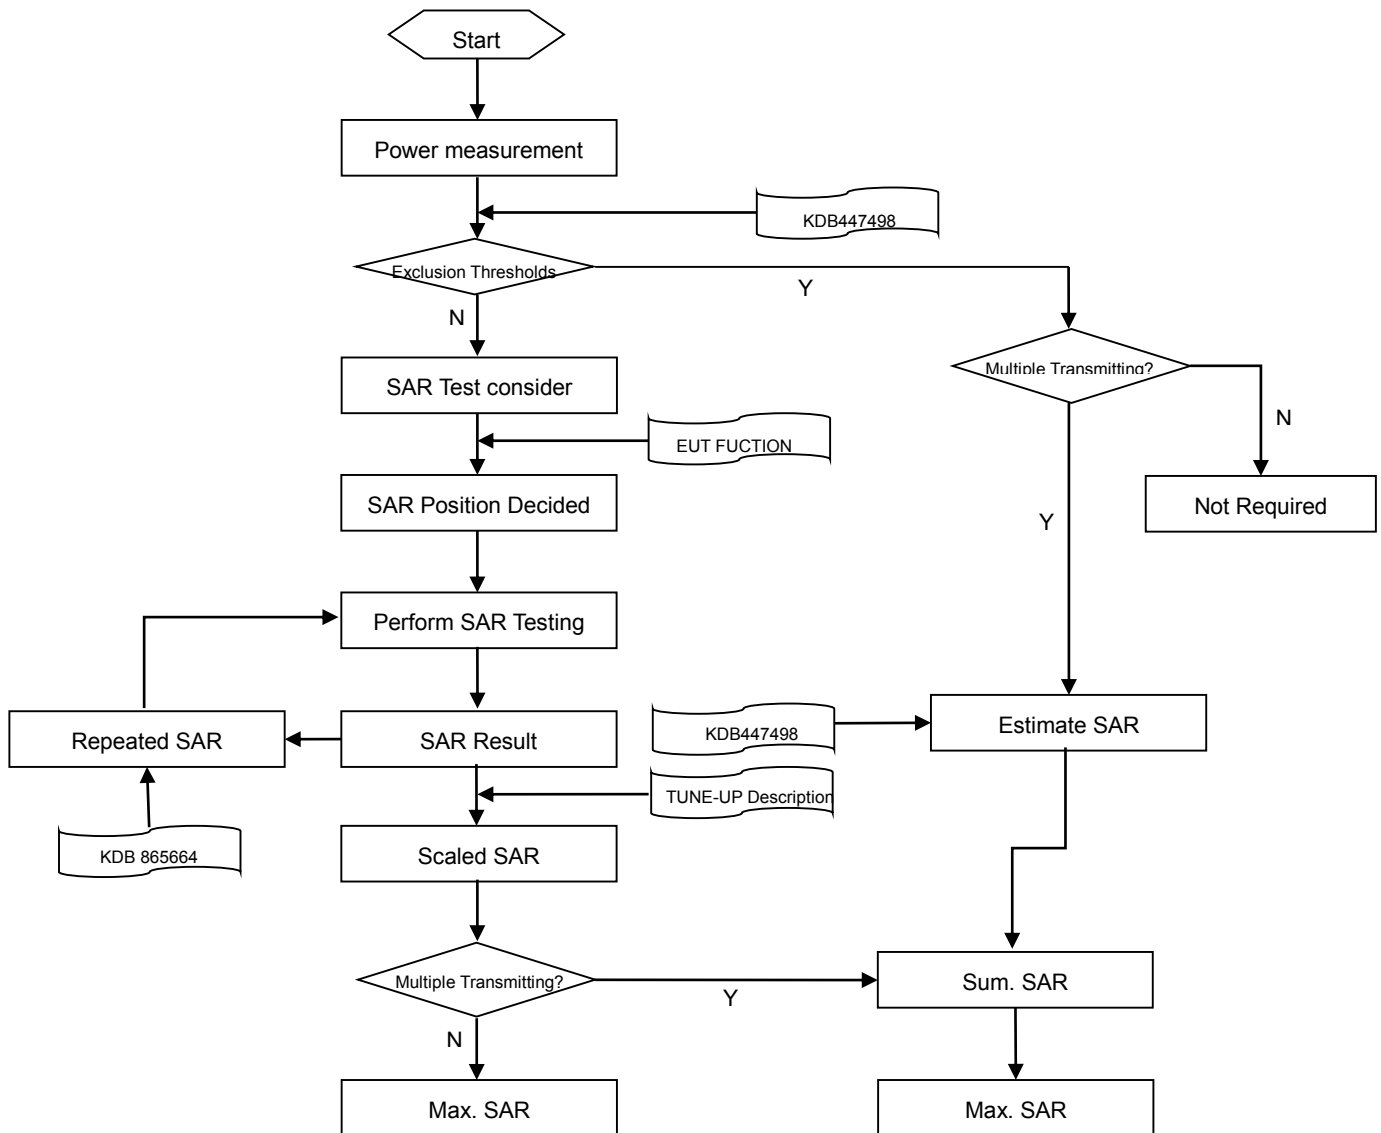 Start
Power measurement
KDB447498
Exclusion Thresholds
Y
N
Multiple Transmitting?
SAR Test consider
N
EUT FUCTION
SAR Position Decided
Not Required
Y
Perform SAR Testing
Repeated SAR
SAR Result
KDB447498
Estimate SAR
TUNE-UP Description
KDB 865664
Scaled SAR
Multiple Transmitting?
Y
Sum. SAR
N
Max. SAR
Max. SAR